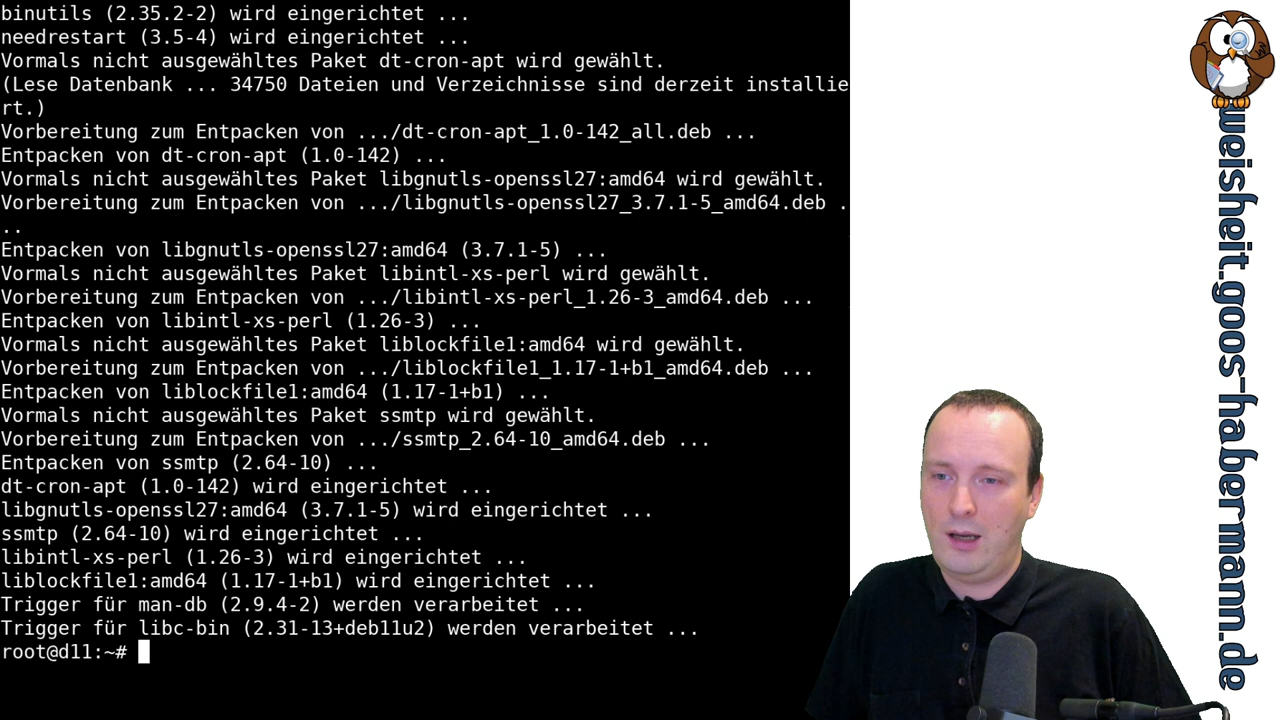 binutils (2.35.2-2) wird eingerichtet ...
needrestart (3.5-4) wird eingerichtet ...
Vormals nicht ausgewähltes Paket dt-cron-apt wird gewählt.
(Lese Datenbank ... 34750 Dateien und Verzeichnisse sind derzeit installie
rt.)
Vorbereitung zum Entpacken von .../dt-cron-apt_1.0-142_all.deb ...
Entpacken von dt-cron-apt (1.0-142) ...
Vormals nicht ausgewähltes Paket libgnutls-openssl27:amd64 wird gewählt.
Vorbereitung zum Entpacken von .../libgnutls-openssl27_3.7.1-5_amd64.deb .
..
Entpacken von libgnutls-openssl27:amd64 (3.7.1-5) ...
Vormals nicht ausgewähltes Paket libintl-xs-perl wird gewählt.
Vorbereitung zum Entpacken von .../libintl-xs-perl_1.26-3_amd64.deb ...
Entpacken von libintl-xs-perl (1.26-3) ...
Vormals nicht ausgewähltes Paket liblockfile1:amd64 wird gewählt.
Vorbereitung zum Entpacken von .../liblockfile1_1.17-1+b1_amd64.deb ...
Entpacken von liblockfile1:amd64 (1.17-1+b1) ...
Vormals nicht ausgewähltes Paket ssmtp wird gewählt.
Vorbereitung zum Entpacken von .../ssmtp_2.64-10_amd64.deb ...
Entpacken von ssmtp (2.64-10) ...
dt-cron-apt (1.0-142) wird eingerichtet ...
libgnutls-openssl27:amd64 (3.7.1-5) wird eingerichtet ...
ssmtp (2.64-10) wird eingerichtet ...
libintl-xs-perl (1.26-3) wird eingerichtet ...
liblockfile1:amd64 (1.17-1+b1) wird eingerichtet ...
Trigger für man-db (2.9.4-2) werden verarbeitet ...
Trigger für libc-bin (2.31-13+deb11u2) werden verarbeitet ...
root@d11:~#
weisheit.goos-habermann.de